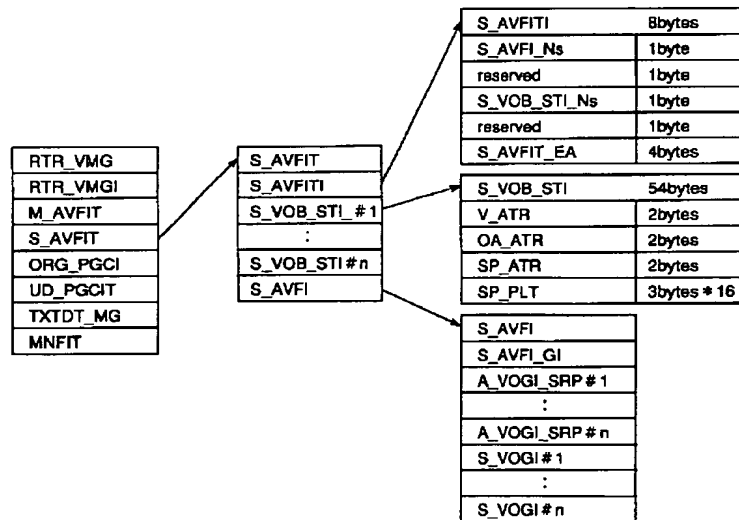 RTR_VMG
RTR_VMGI
M_AVFIT
S_AVFIT
ORG_PGCI
UD_PGCIT
TXTDT_MG
MNFIT
S_AVFIT
S_AVFITI
S_VOB_STI_#1
:
S_VOB_STI#n
S_AVFI
S_AVFITI 8bytes
S_AVFI_Ns 1byte
reserved 1byte
S_VOB_STI_Ns 1byte
reserved 1byte
S_AVFIT_EA 4bytes
S_VOB_STI 54bytes
V_ATR 2bytes
OA_ATR 2bytes
SP_ATR 2bytes
SP_PLT 3bytes*16
S_AVFI
S_AVFI_GI
A_VOGI_SRP#1
:
A_VOGI_SRP#n
S_VOGI#1
:
S_VOGI#n